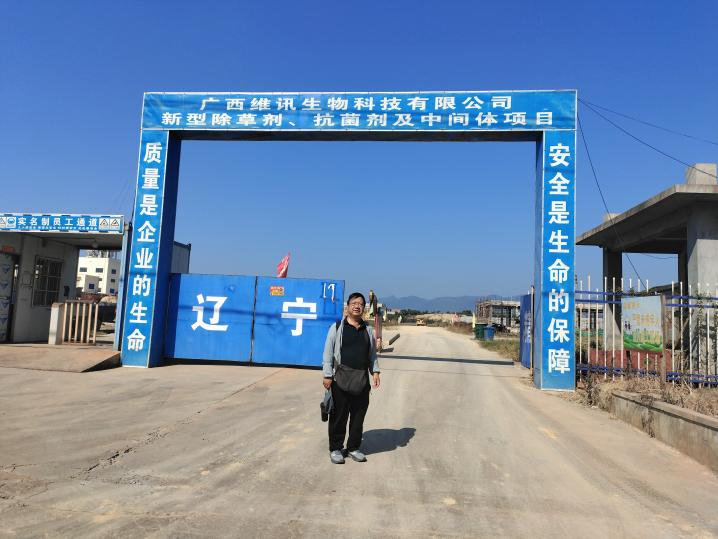 广西维讯生物科技有限公司
新型除草剂、抗菌剂及中间体项目
质量是企业的生命
安全是生命的保障
实名制员工通道
辽宁